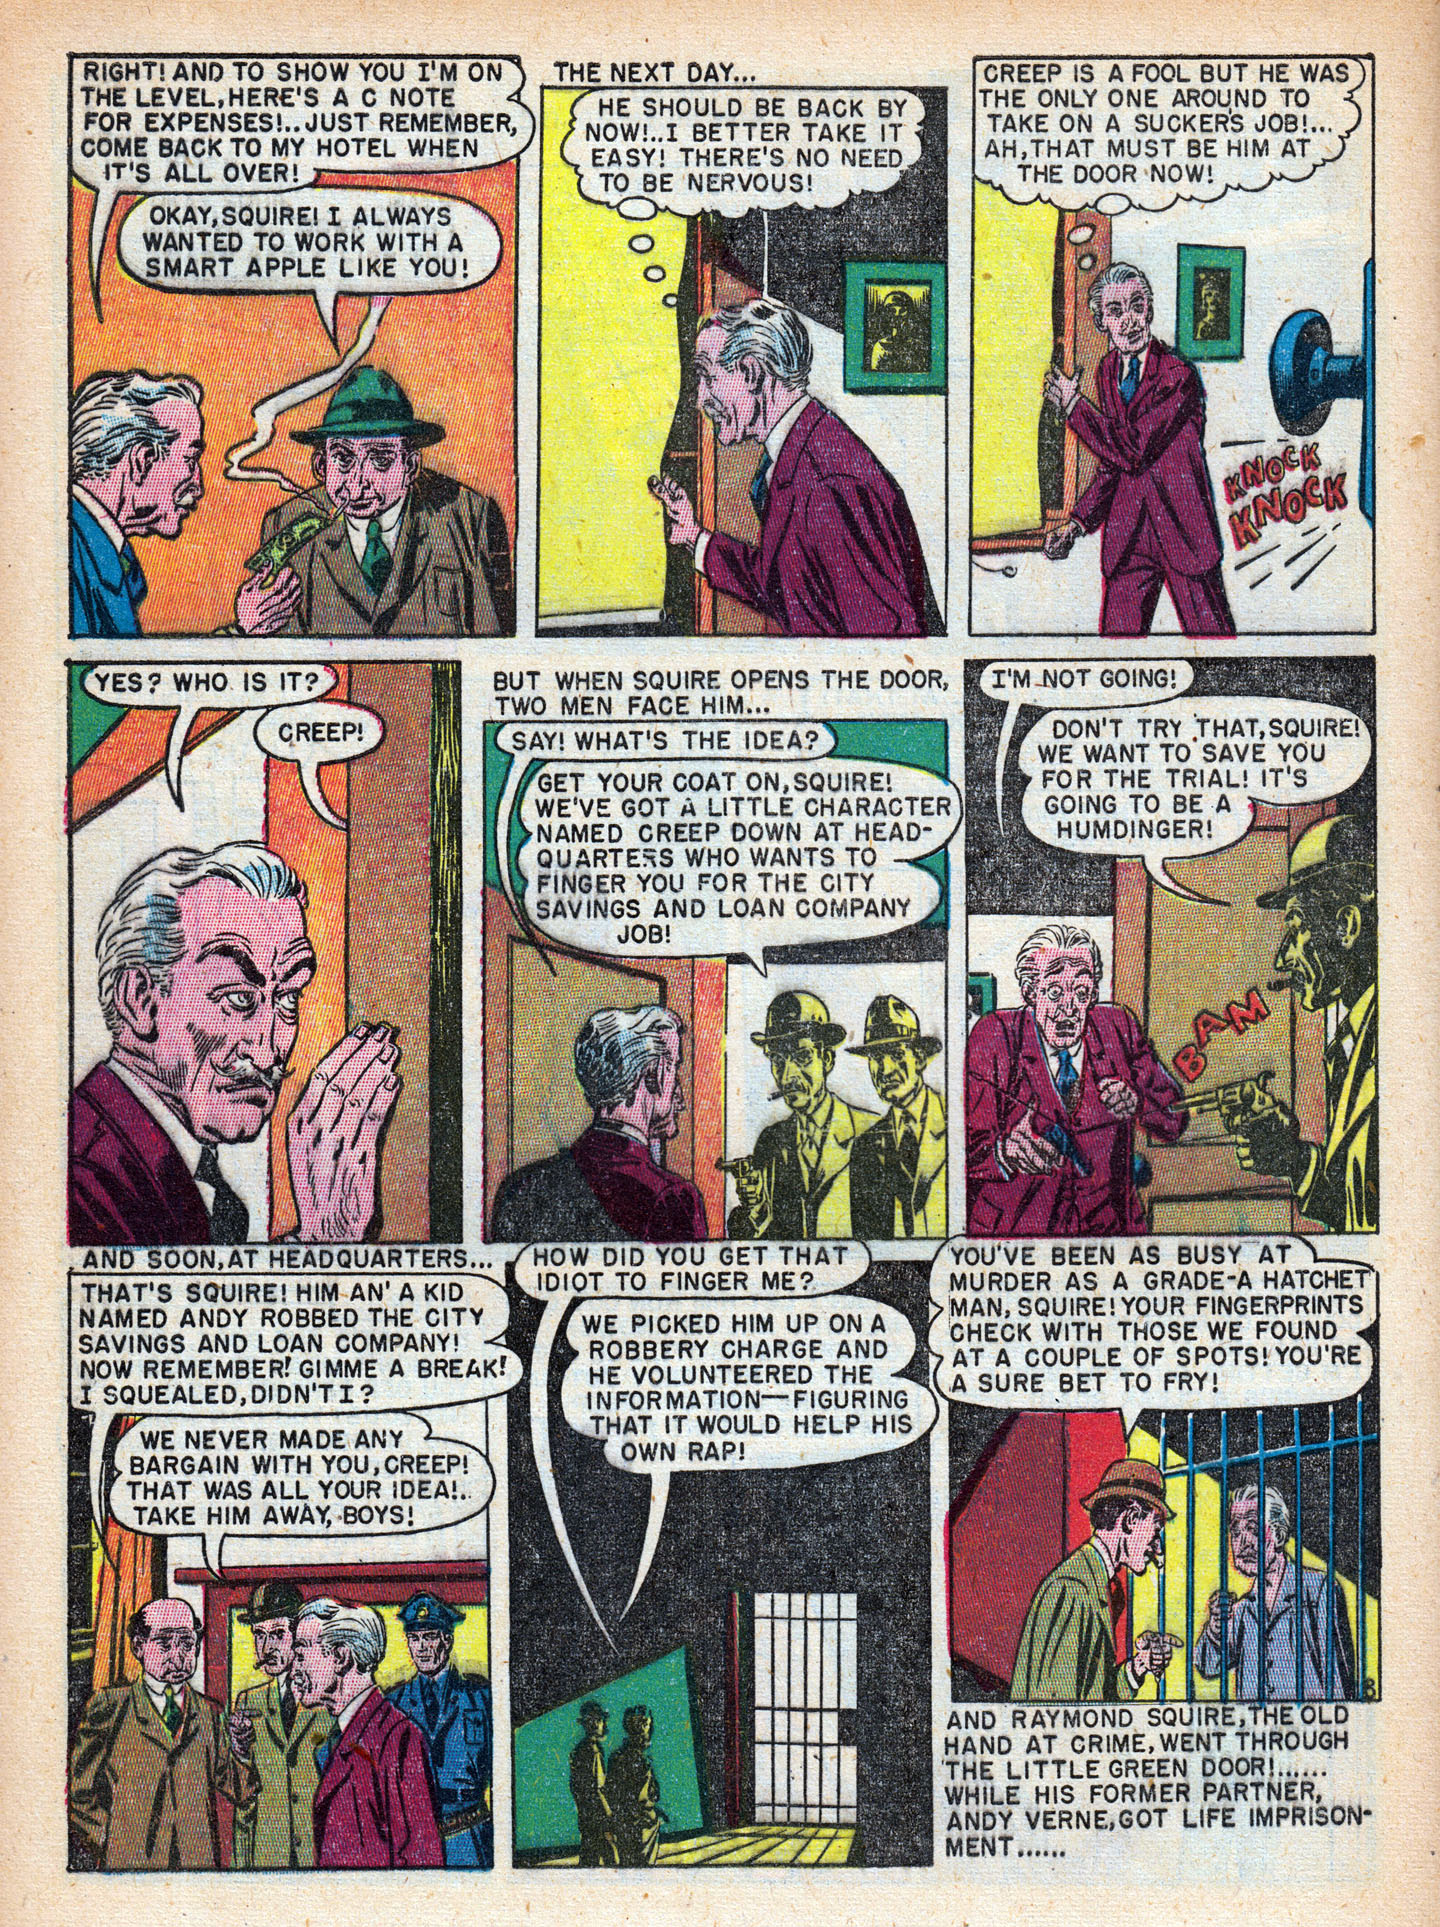 RIGHT! AND TO SHOW YOU I'M ON
THE LEVEL, HERE'S A C NOTE
FOR EXPENSES!..JUST REMEMBER,
COME BACK TO MY HOTEL WHEN
IT'S ALL OVER!
OKAY, SQUIRE! I ALWAYS
WANTED TO WORK WITH A
SMART APPLE LIKE YOU!
THE NEXT DAY...
HE SHOULD BE BACK BY
NOW!..I BETTER TAKE IT
EASY! THERE'S NO NEED
TO BE NERVOUS!
CREEP IS A FOOL BUT HE WAS
THE ONLY ONE AROUND TO
TAKE ON A SUCKER'S JOB!...
AH, THAT MUST BE HIM AT
THE DOOR NOW!
KNOCK
KNOCK
YES? WHO IS IT?
CREEP!
BUT WHEN SQUIRE OPENS THE DOOR,
TWO MEN FACE HIM...
SAY! WHAT'S THE IDEA?
GET YOUR COAT ON, SQUIRE!
WE'VE GOT A LITTLE CHARACTER
NAMED CREEP DOWN AT HEAD-
QUARTERS WHO WANTS TO
FINGER YOU FOR THE CITY
SAVINGS AND LOAN COMPANY
JOB!
I'M NOT GOING!
DON'T TRY THAT, SQUIRE!
WE WANT TO SAVE YOU
FOR THE TRIAL! IT'S
GOING TO BE A
HUMDINGER!
BAM
AND SOON, AT HEADQUARTERS...
THAT'S SQUIRE! HIM AN' A KID
NAMED ANDY ROBBED THE CITY
SAVINGS AND LOAN COMPANY!
NOW REMEMBER! GIMME A BREAK!
I SQUEALED, DIDN'T I?
WE NEVER MADE ANY
BARGAIN WITH YOU, CREEP!
THAT WAS ALL YOUR IDEA!..
TAKE HIM AWAY, BOYS!
HOW DID YOU GET THAT
IDIOT TO FINGER ME?
WE PICKED HIM UP ON A
ROBBERY CHARGE AND
HE VOLUNTEERED THE
INFORMATION—FIGURING
THAT IT WOULD HELP HIS
OWN RAP!
YOU'VE BEEN AS BUSY AT
MURDER AS A GRADE-A HATCHET
MAN, SQUIRE! YOUR FINGERPRINTS
CHECK WITH THOSE WE FOUND
AT A COUPLE OF SPOTS! YOU'RE
A SURE BET TO FRY!
8
AND RAYMOND SQUIRE, THE OLD
HAND AT CRIME, WENT THROUGH
THE LITTLE GREEN DOOR!......
WHILE HIS FORMER PARTNER,
ANDY VERNE, GOT LIFE IMPRISON-
MENT......